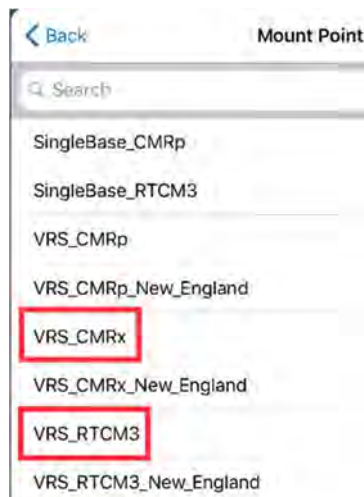 Back Mount Point
Search
SingleBase_CMRp
SingleBase_RTCM3
VRS_CMRp
VRS_CMRp_New_England
VRS_CMRx
VRS_CMRx_New_England
VRS_RTCM3
VRS_RTCM3_New_England